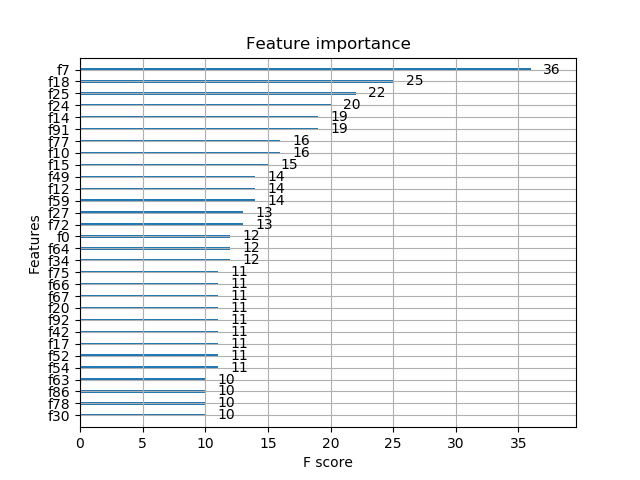 Feature importance
f7 36
f18 25
f25 22
f24 20
f14 19
f91 19
f77 16
f10 16
f15 15
f49 14
f12 14
f59 14
f27 13
f72 13
f0 12
f64 12
f34 12
f75 11
f66 11
f67 11
f20 11
f92 11
f42 11
f17 11
f52 11
f54 11
f63 10
f86 10
f78 10
f30 10
Features
0 5 10 15 20 25 30 35
F score